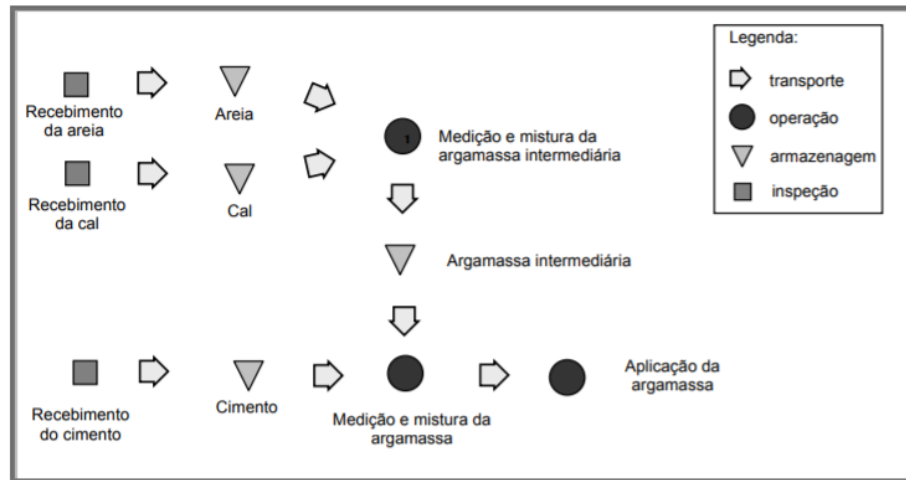 Legenda:
transporte
operação
armazenagem
inspeção
Recebimento
da areia
Areia
1
Medição e mistura da
argamassa intermediária
Recebimento
da cal
Cal
Argamassa intermediária
Recebimento
do cimento
Cimento
Medição e mistura da
argamassa
Aplicação da
argamassa